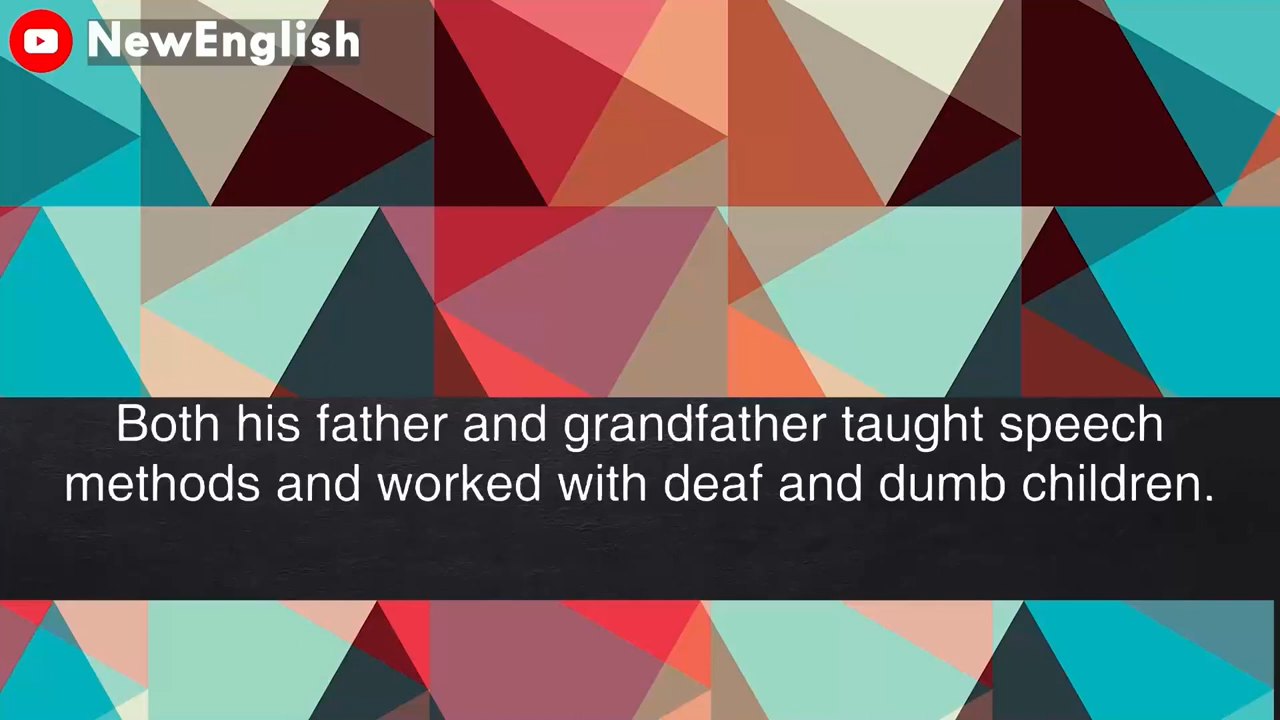 NewEnglish
Both his father and grandfather taught speech
methods and worked with deaf and dumb children.